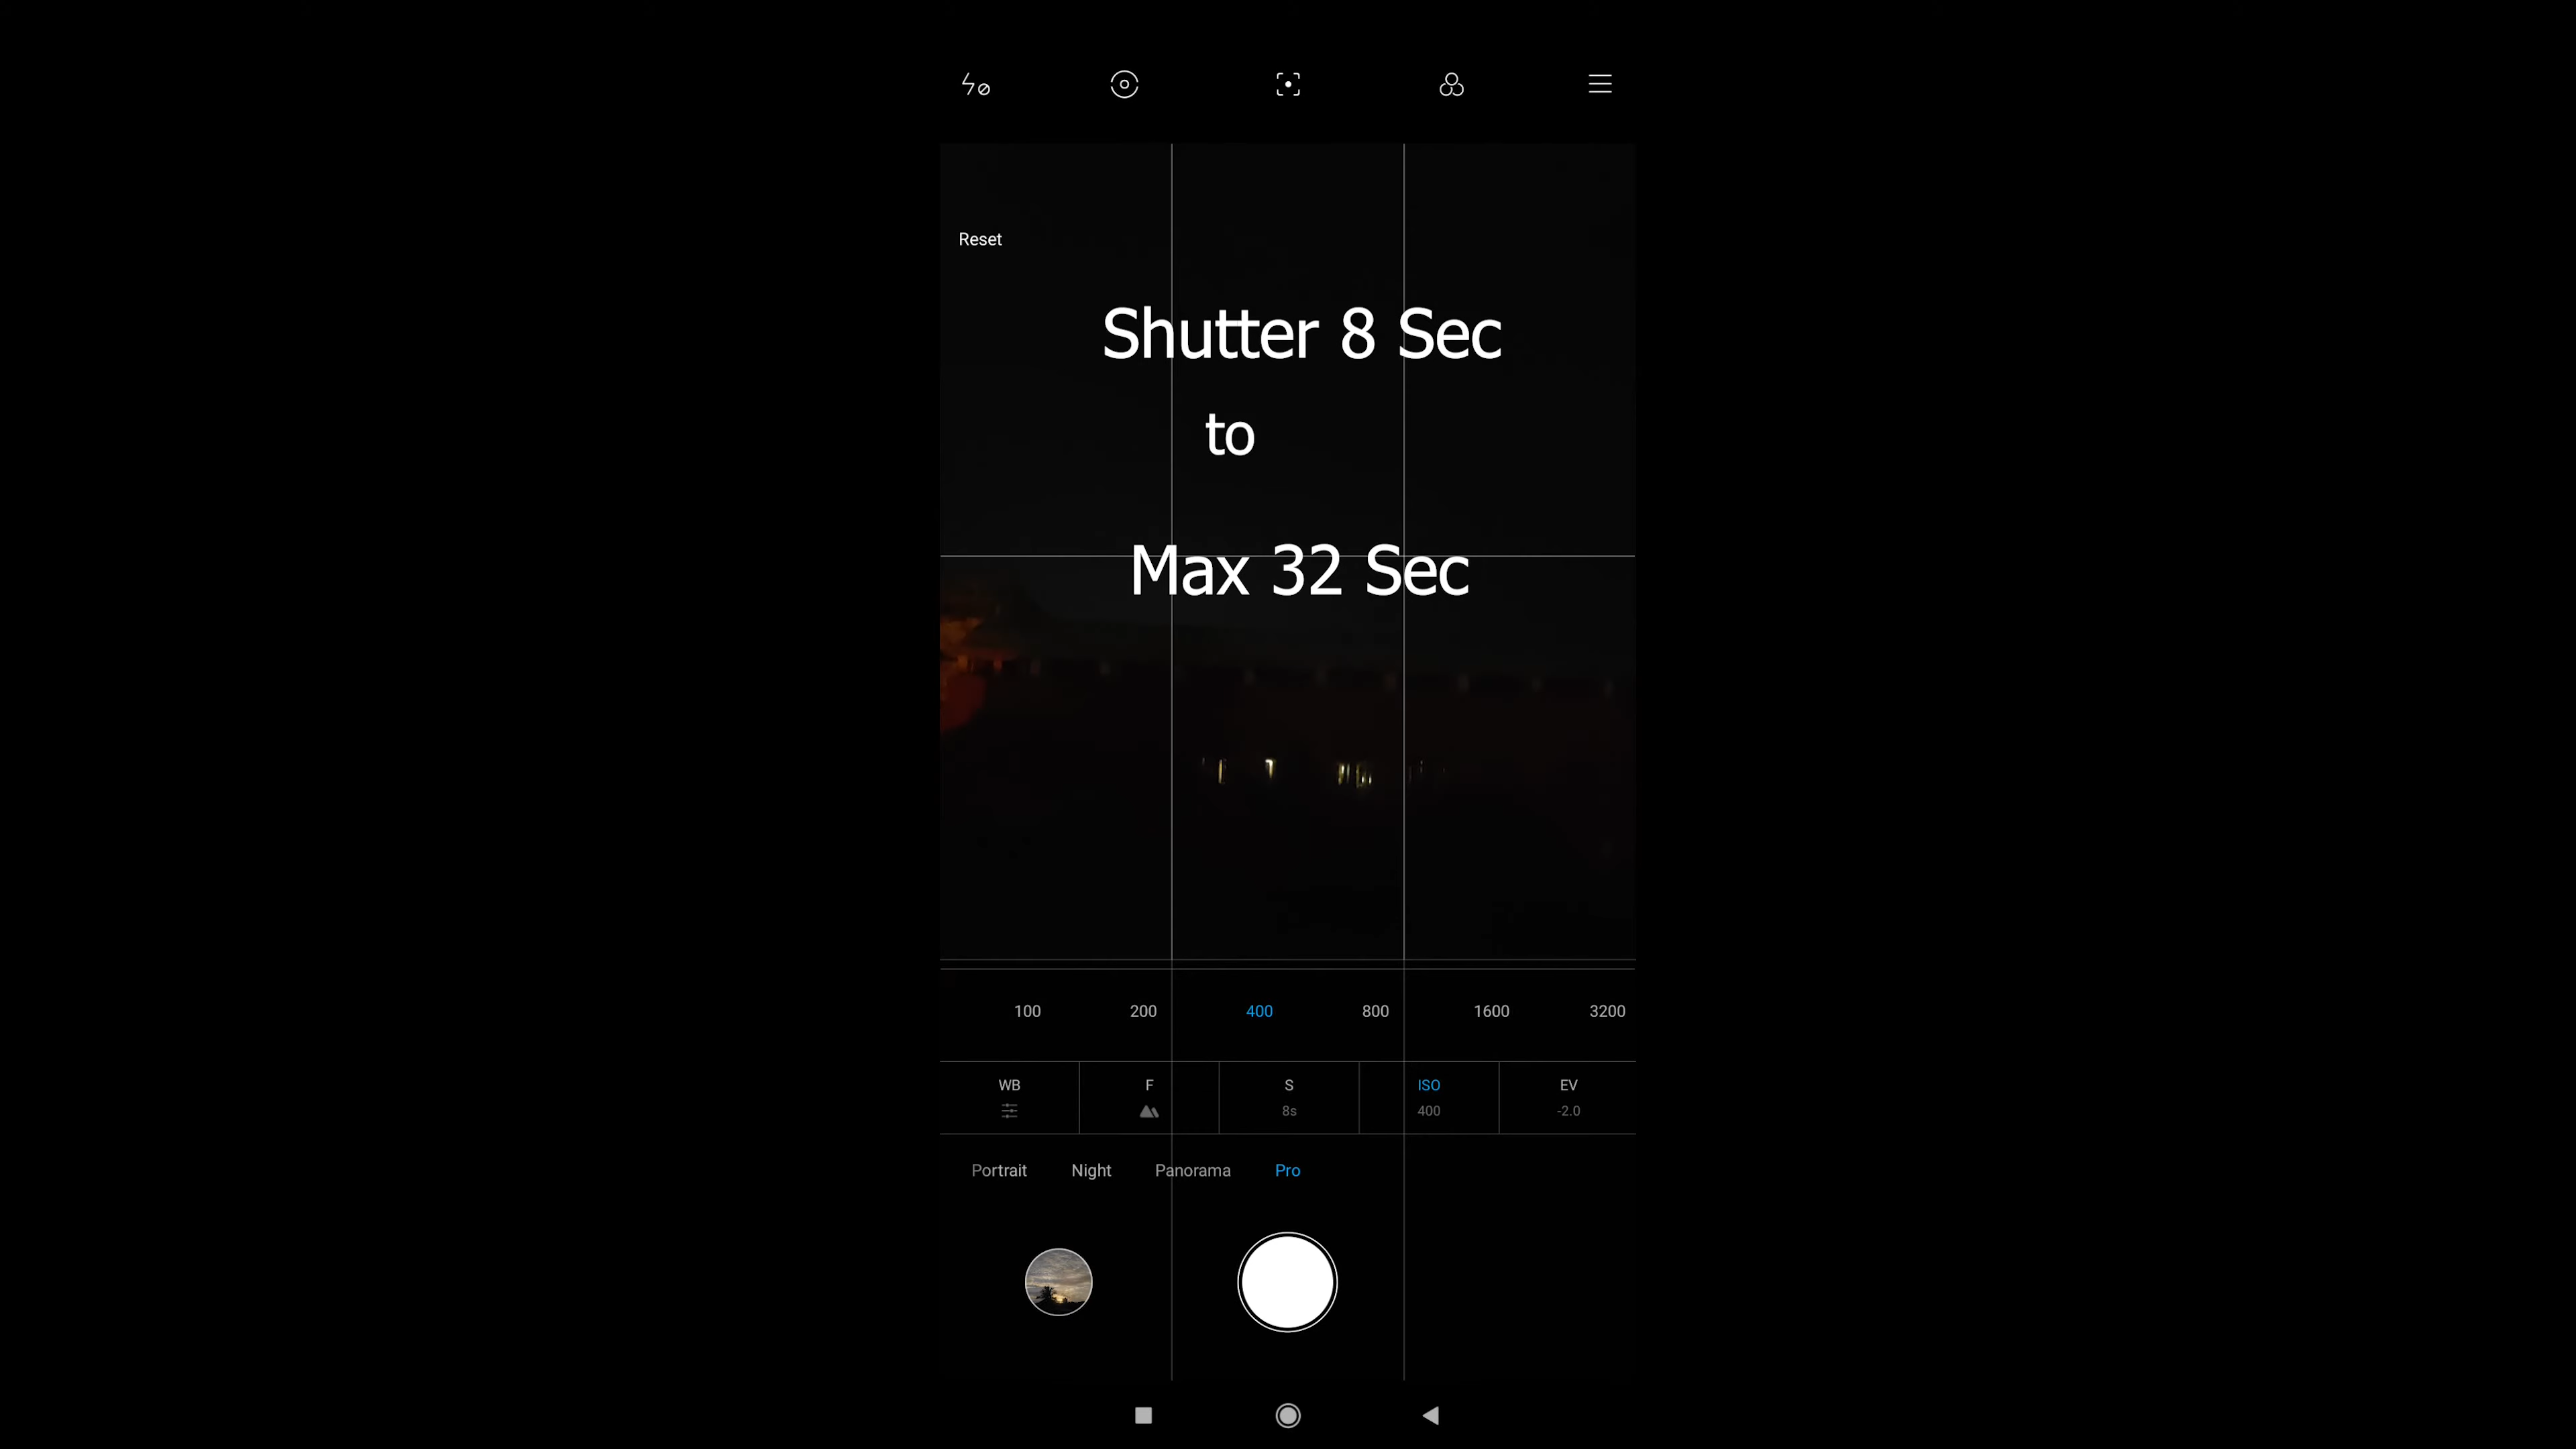 Reset
Shutter 8 Sec
to
Max 32 Sec
100 200 400 800 1600 3200
WB F S ISO EV
8s 400 -2.0
Portrait Night Panorama Pro